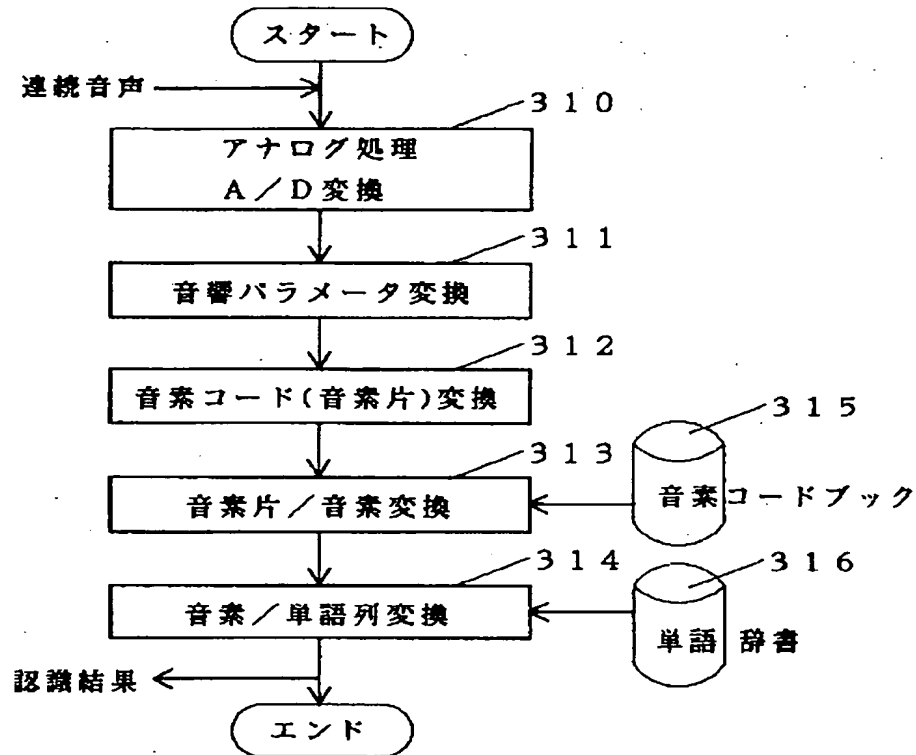 スタート
連続音声
310
アナログ処理
A/D変換
311
音響パラメータ変換
312
音素コード(音素片)変換
315
313
音素片/音素変換
音素コードブック
314
316
音素/単語列変換
単語 辞書
認識結果
エンド